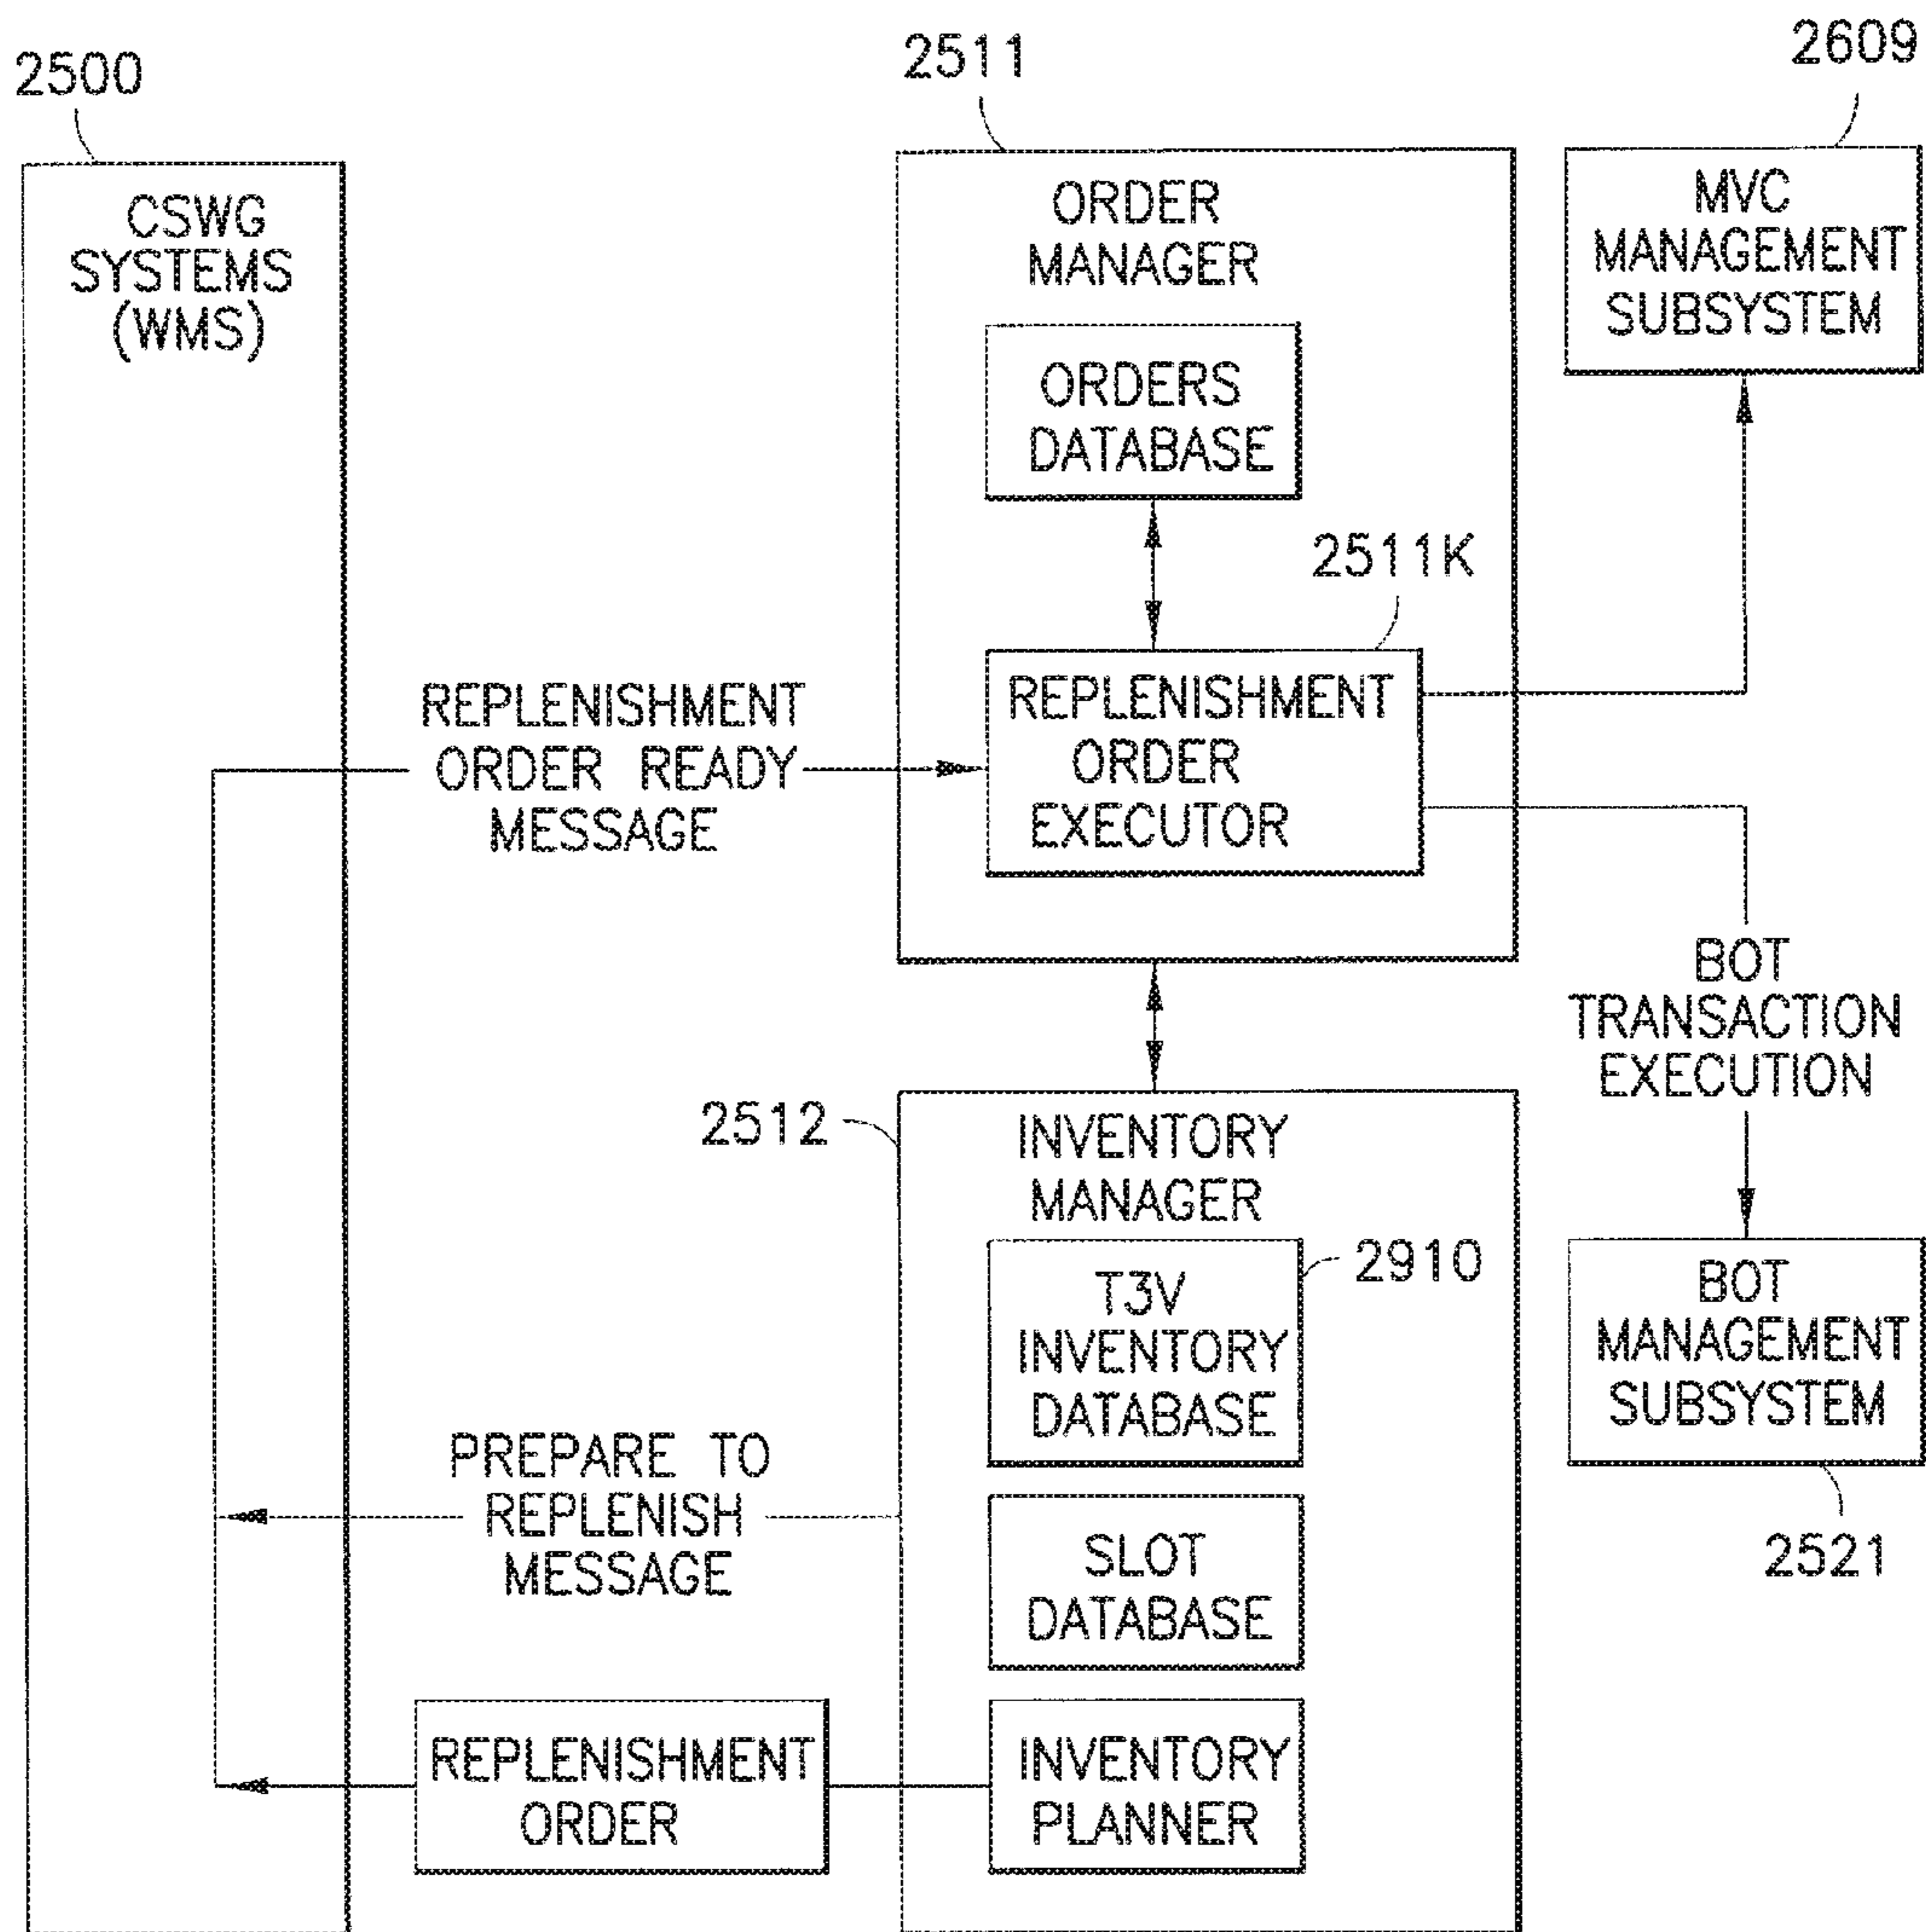 2500
2511
2609
CSWG
SYSTEMS
(WMS)
ORDER
MANAGER
MVC
MANAGEMENT
SUBSYSTEM
ORDERS
DATABASE
2511K
REPLENISHMENT
ORDER READY
MESSAGE
REPLENISHMENT
ORDER
EXECUTOR
BOT
TRANSACTION
EXECUTION
2512
INVENTORY
MANAGER
T3V
INVENTORY
DATABASE
2910
BOT
MANAGEMENT
SUBSYSTEM
2521
PREPARE TO
REPLENISH
MESSAGE
SLOT
DATABASE
REPLENISHMENT
ORDER
INVENTORY
PLANNER